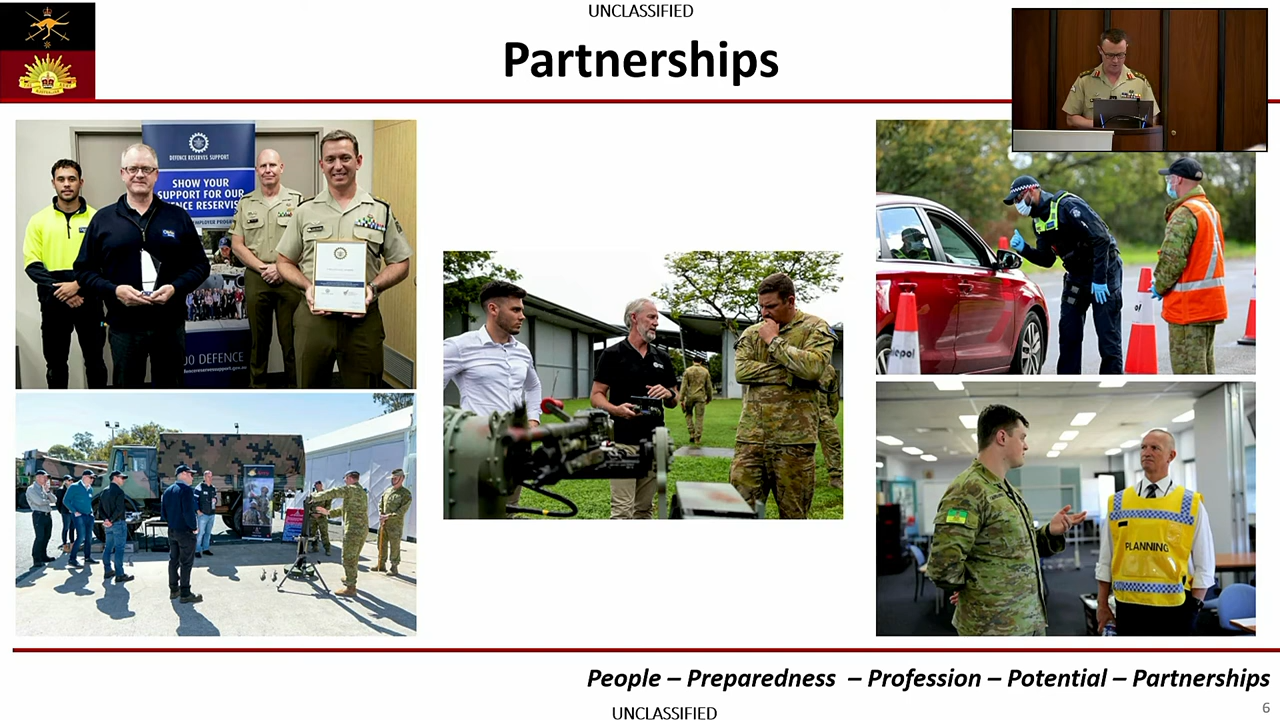 UNCLASSIFIED
Partnerships
DEFENCE RESERVES SUPPORT
SHOW YOUR
SUPPORT FOR OUR
DEFENCE
PLANNING
People – Preparedness – Profession – Potential – Partnerships
6
UNCLASSIFIED